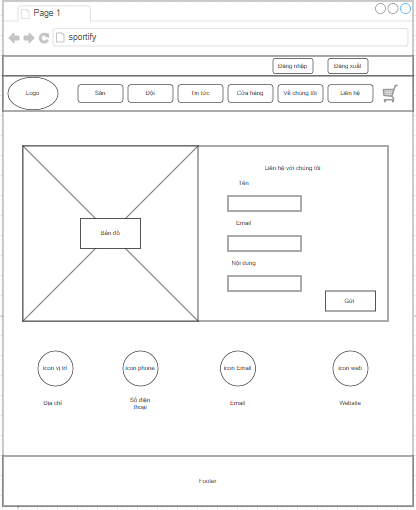 Page 1
sportify
Đăng nhập
Đăng xuất
Logo
Sân
Đội
Tin tức
Cửa hàng
Về chúng tôi
Liên hệ
Liên hệ với chúng tôi
Tên
Bản đồ
Email
Nội dung
Gửi
icon vị trí
icon phone
icon Email
icon web
Địa chỉ
Số điện
thoại
Email
Website
Footer